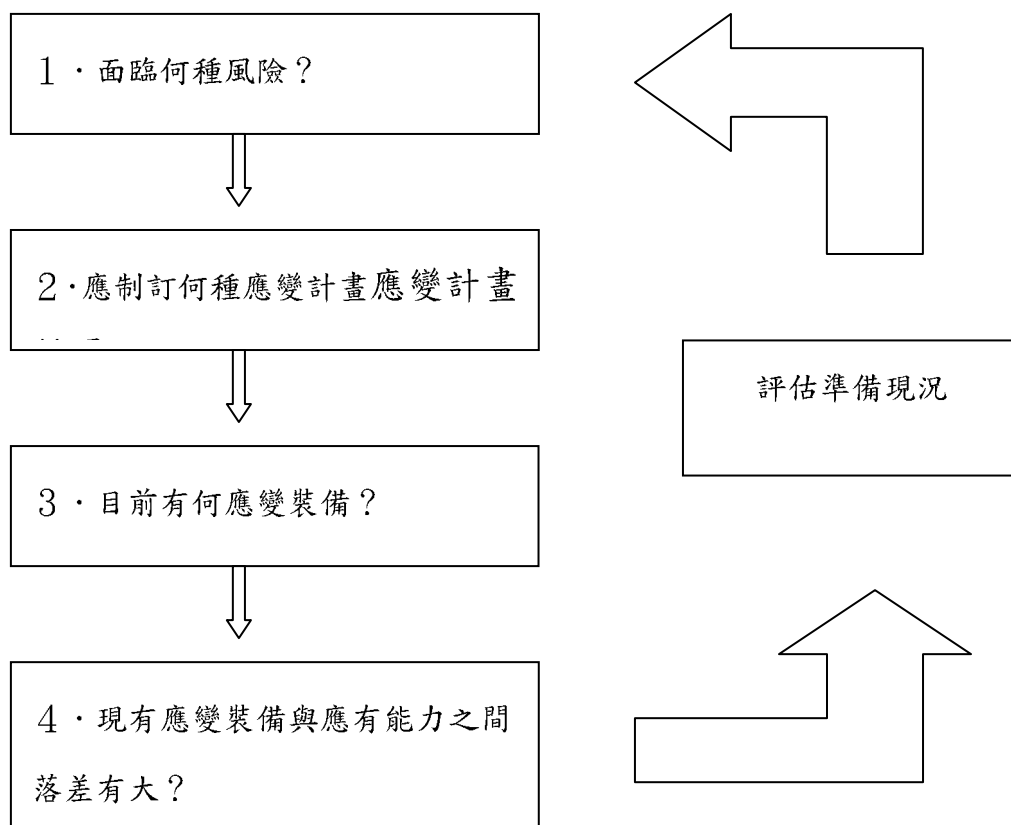 1．面臨何種風險？
2．應制訂何種應變計畫應變計畫
3．目前有何應變裝備？
4．現有應變裝備與應有能力之間
落差有大？
評估準備現況